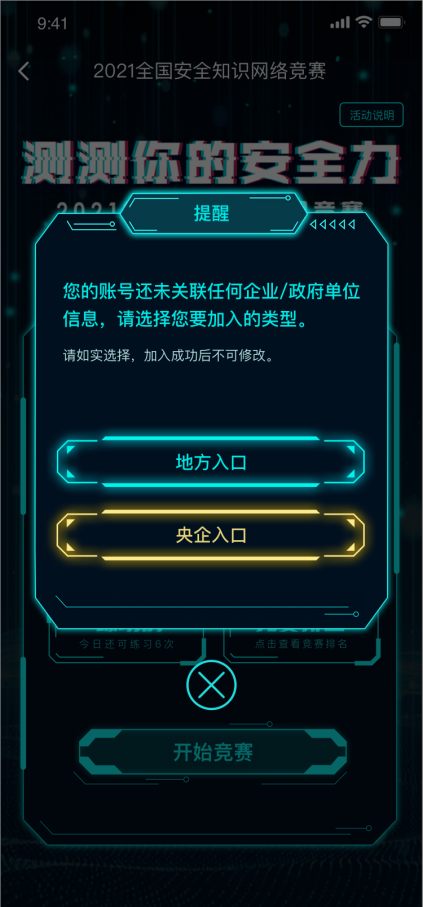 9:41
2021全国安全知识网络竞赛
活动说明
测测你的安全力
2021
提醒
您的账号还未关联任何企业/政府单位
信息，请选择您要加入的类型。
请如实选择，加入成功后不可修改。
地方入口
央企入口
今日还可练习6次
点击查看竞赛排名
开始竞赛